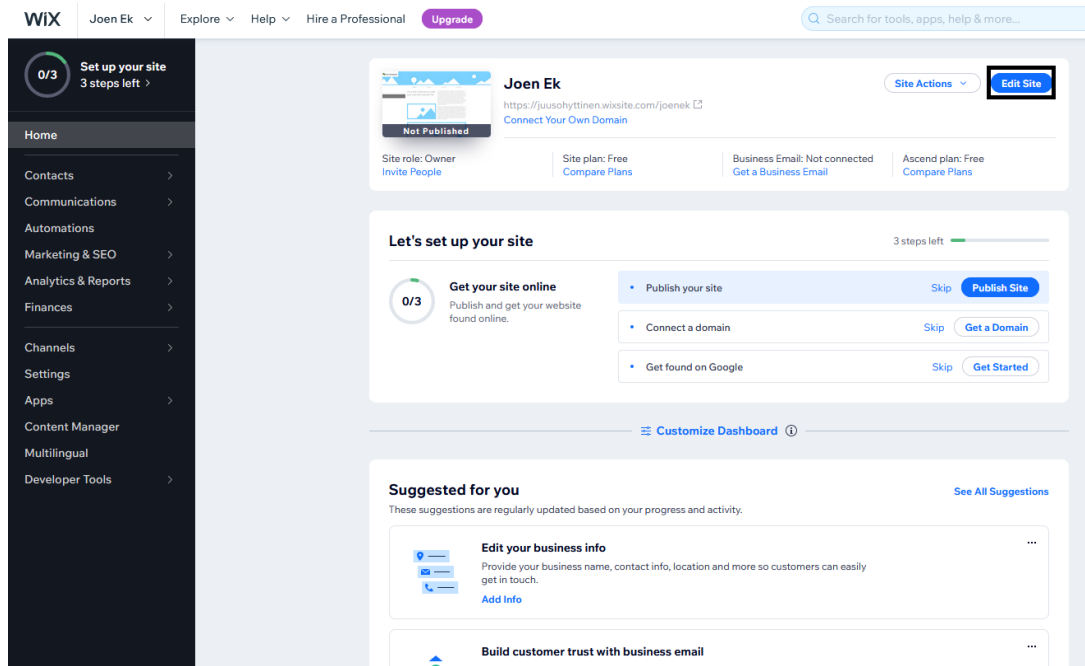 WiX
Joen Ek
Explore
Help
Hire a Professional
Upgrade
Search for tools, apps, help & more...
0/3
Set up your site
3 steps left
Home
Contacts
Communications
Automations
Marketing & SEO
Analytics & Reports
Finances
Channels
Settings
Apps
Content Manager
Multilingual
Developer Tools
Not Published
Joen Ek
https://juusohyttinen.wixsite.com/joenek
Connect Your Own Domain
Site Actions
Edit Site
Site role: Owner
Invite People
Site plan: Free
Compare Plans
Business Email: Not connected
Get a Business Email
Ascend plan: Free
Compare Plans
Let's set up your site
3 steps left
0/3
Get your site online
Publish and get your website
found online.
Publish your site
Skip
Publish Site
Connect a domain
Skip
Get a Domain
Get found on Google
Skip
Get Started
Customize Dashboard
Suggested for you
See All Suggestions
These suggestions are regularly updated based on your progress and activity.
Edit your business info
Provide your business name, contact info, location and more so customers can easily
get in touch.
Add Info
Build customer trust with business email